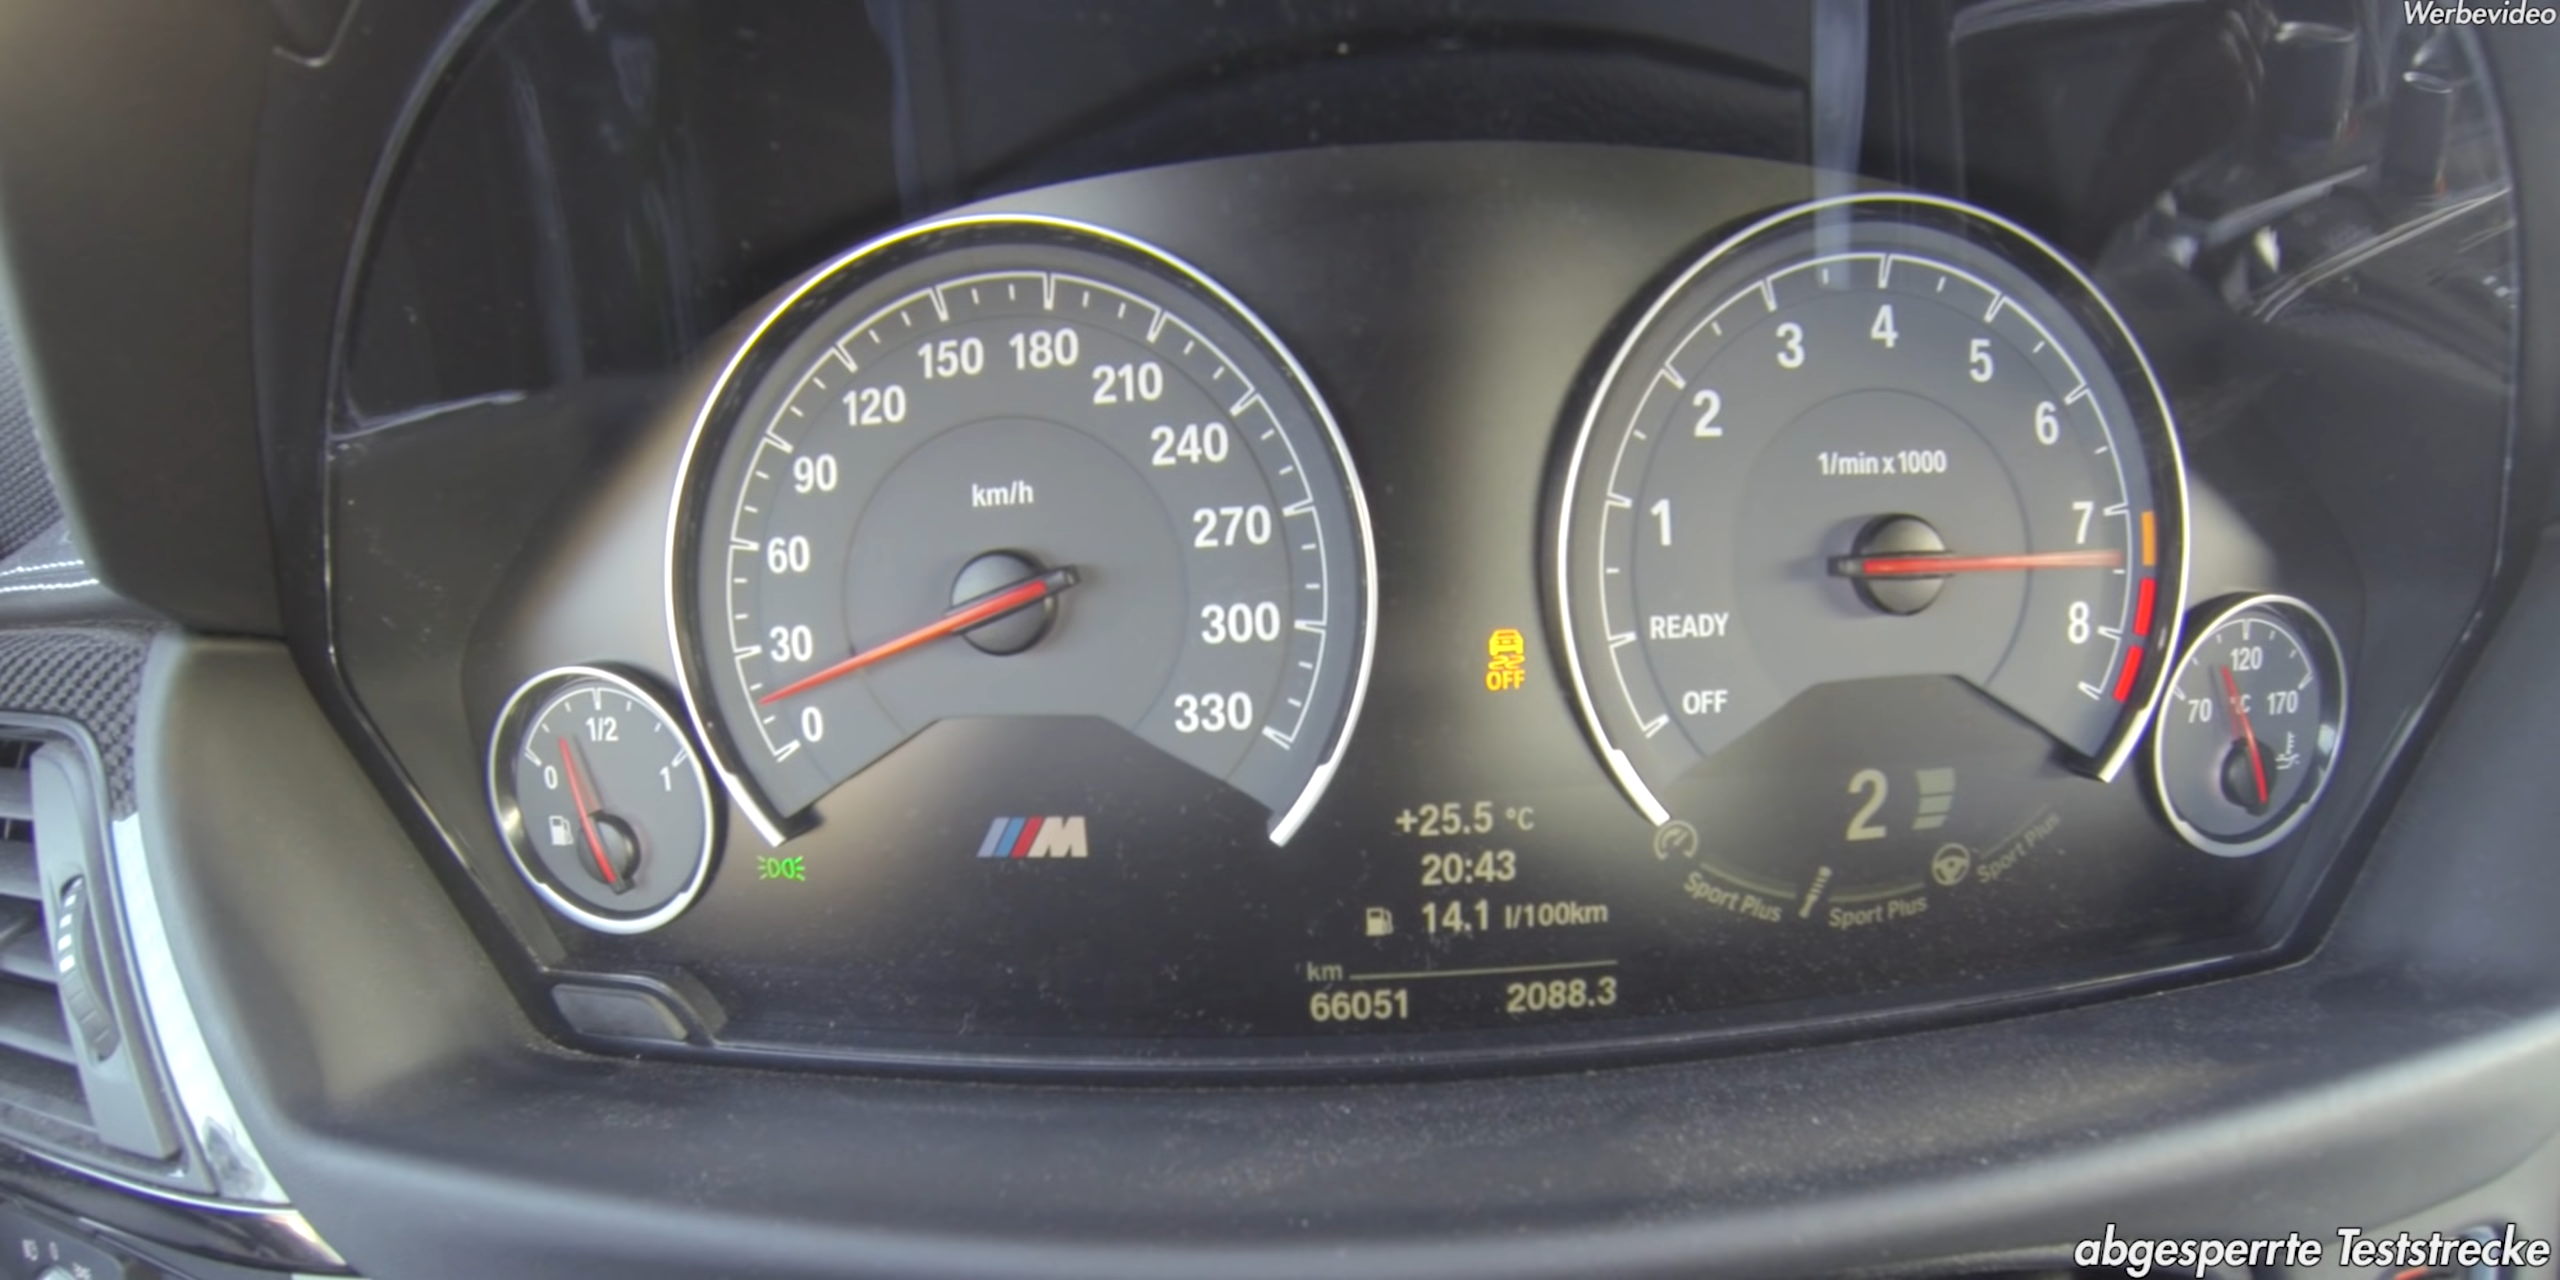 Werbevideo
0
30
60
90
120
150
180
210
240
270
300
330
km/h
OFF
READY
1
2
3
4
5
6
7
8
1/min x 1000
OFF
0
1/2
1
70
120
170
°C
M
+25.5 °C
20:43
14.1 l/100km
km
66051 2088.3
2
Sport Plus
Sport Plus
Sport Plus
abgesperrte Teststrecke